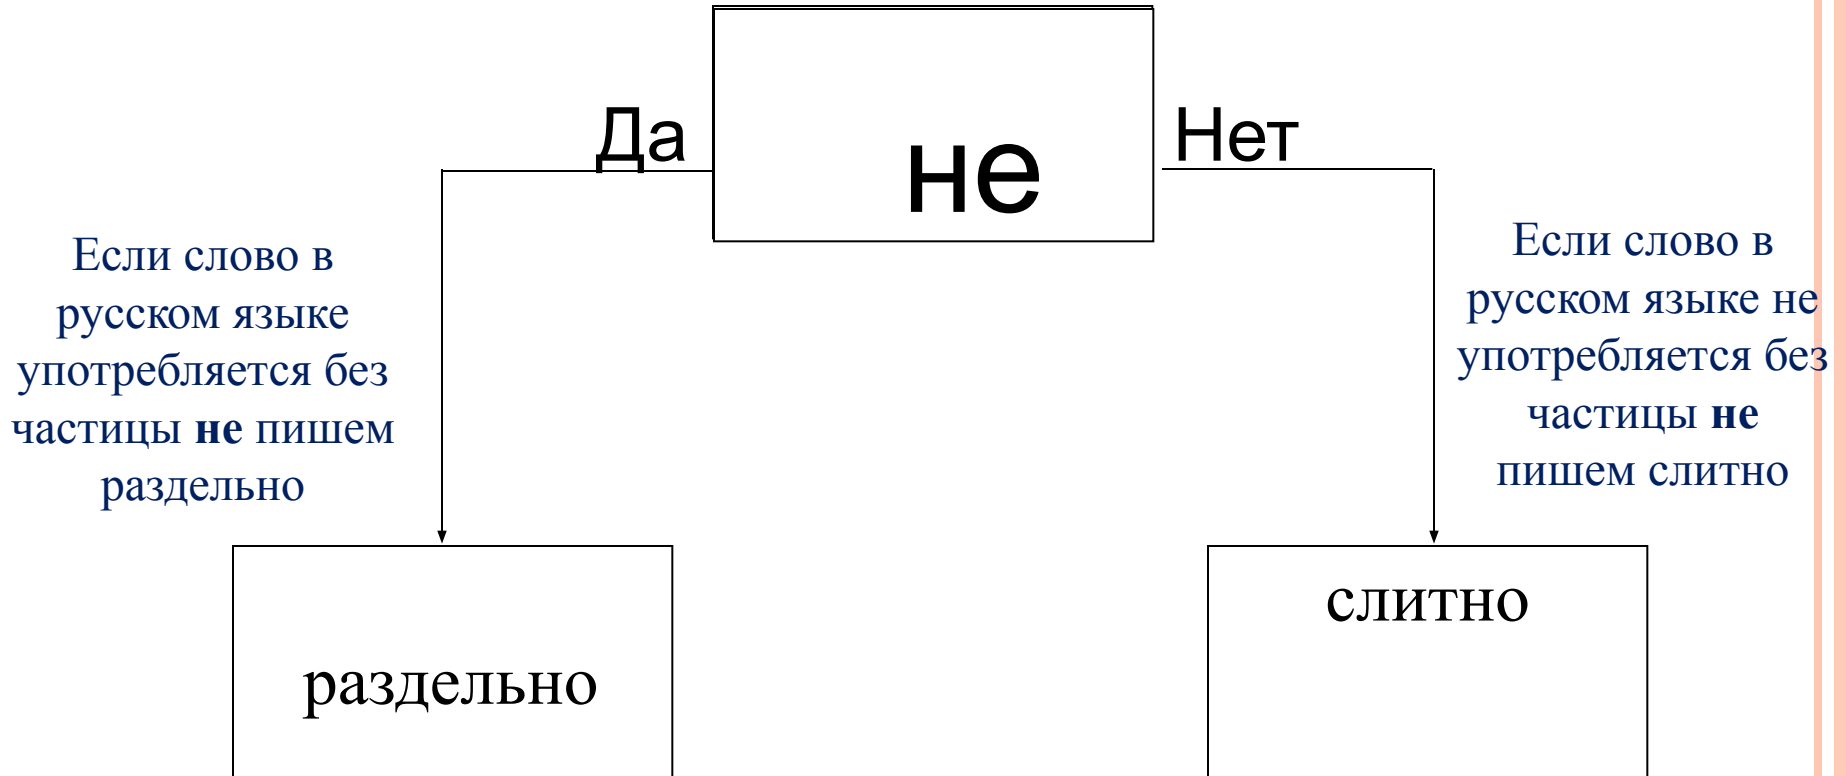 Да
не
Нет
Если слово в
русском языке
употребляется без
частицы не пишем
раздельно
Если слово в
русском языке не
употребляется без
частицы не
пишем слитно
раздельно
слитно